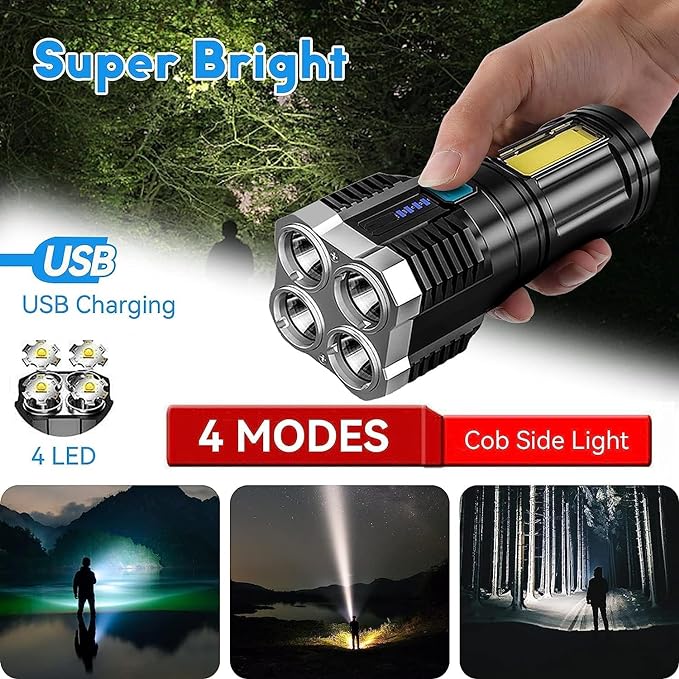 Super Bright
USB
USB Charging
4 LED
4 MODES
Cob Side Light